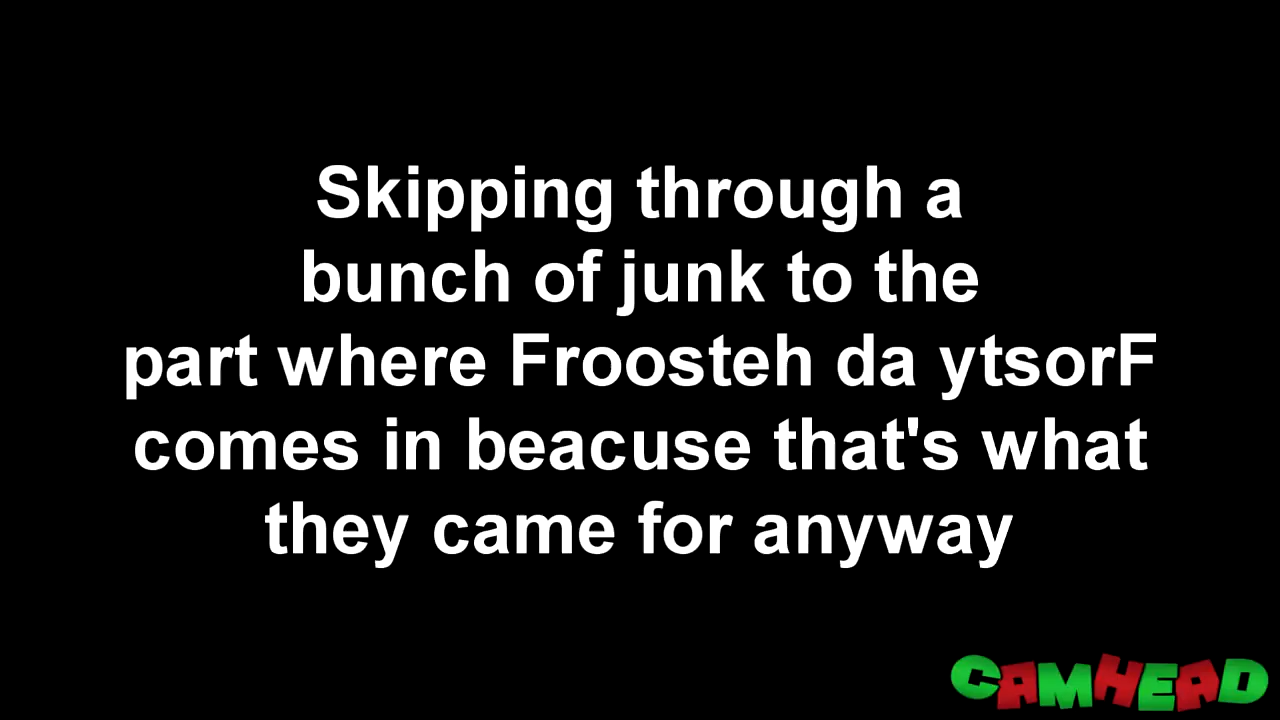 Skipping through a
bunch of junk to the
part where Froosteh da ytsorF
comes in beacuse that's what
they came for anyway
CAMHEAD